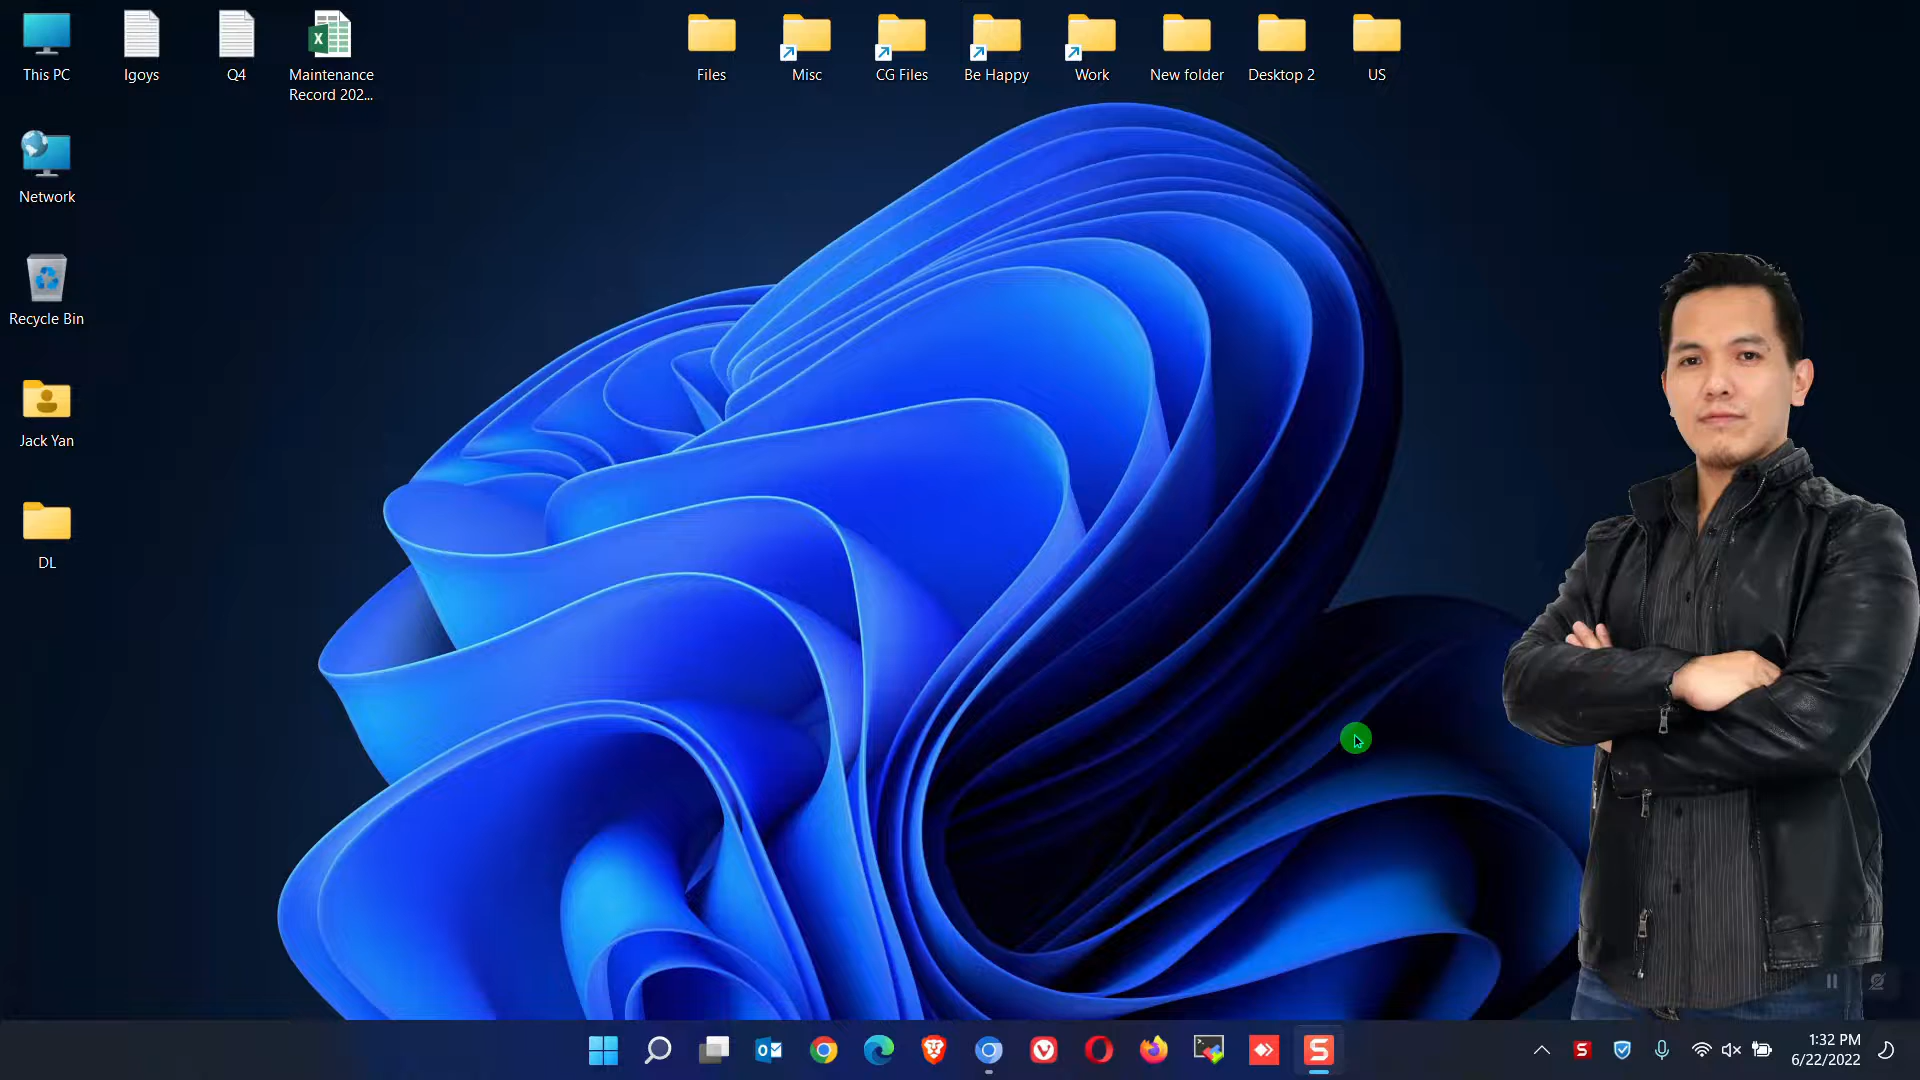 This PC
Igoys
Q4
Maintenance
Record 202...
Files
Misc
CG Files
Be Happy
Work
New folder
Desktop 2
US
Network
Recycle Bin
Jack Yan
DL
1:32 PM
6/22/2022